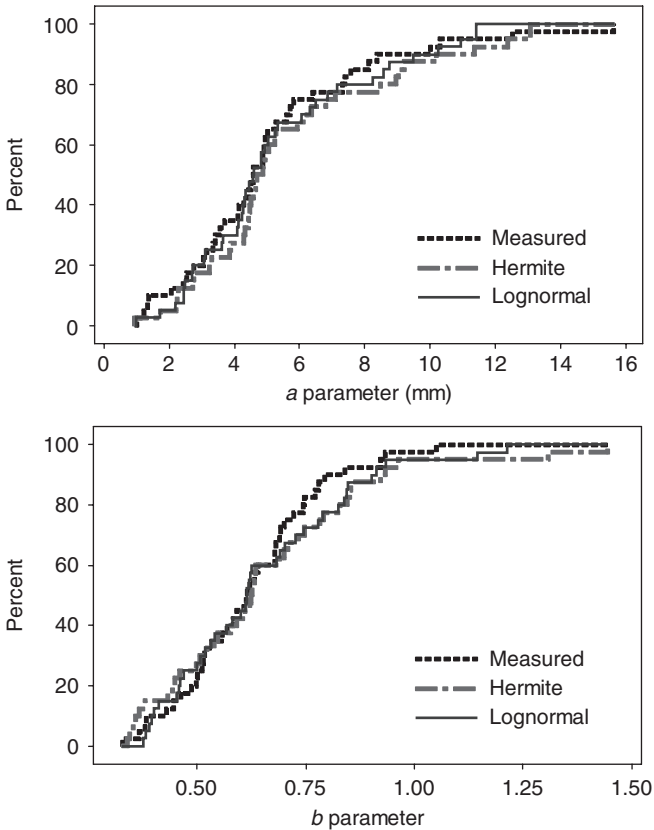 100
80
60
40
20
0
Percent
Measured
Hermite
Lognormal
0 2 4 6 8 10 12 14 16
a parameter (mm)
100
80
60
40
20
0
Percent
Measured
Hermite
Lognormal
0.50 0.75 1.00 1.25 1.50
b parameter